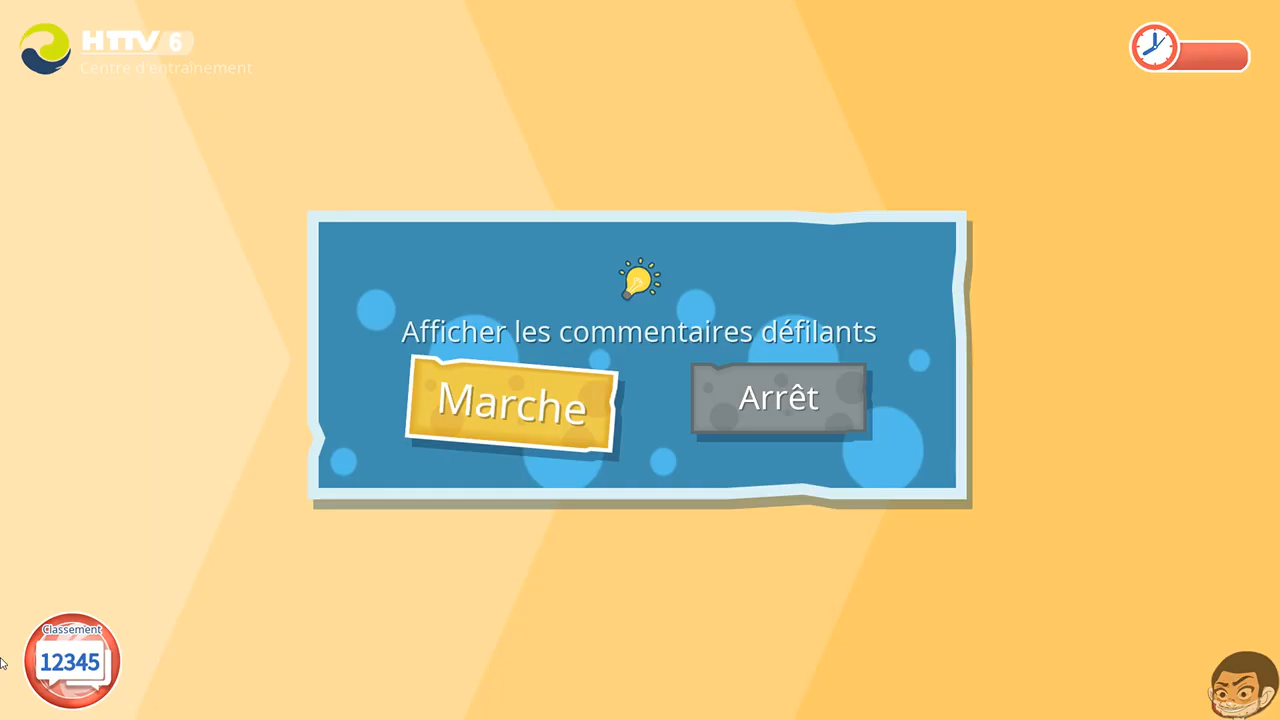 HTTV 6
Centre d'entraînement
Afficher les commentaires défilants
Marche
Arrêt
Classement
12345